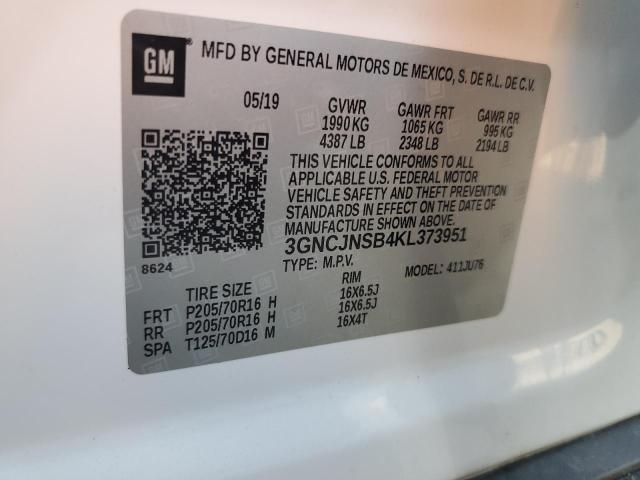 GM
MFD BY GENERAL MOTORS DE MEXICO, S. DE R.L. DE C.V.
05/19 GVWR GAWR FRT GAWR RR
1990 KG 1065 KG 995 KG
4387 LB 2348 LB 2194 LB
THIS VEHICLE CONFORMS TO ALL
APPLICABLE U.S. FEDERAL MOTOR
VEHICLE SAFETY AND THEFT PREVENTION
STANDARDS IN EFFECT ON THE DATE OF
MANUFACTURE SHOWN ABOVE.
3GNCJNSB4KL373951
8624
TYPE: M.P.V. MODEL: 411JU76
TIRE SIZE RIM
FRT P205/70R16 H 16X6.5J
RR P205/70R16 H 16X6.5J
SPA T125/70D16 M 16X4T